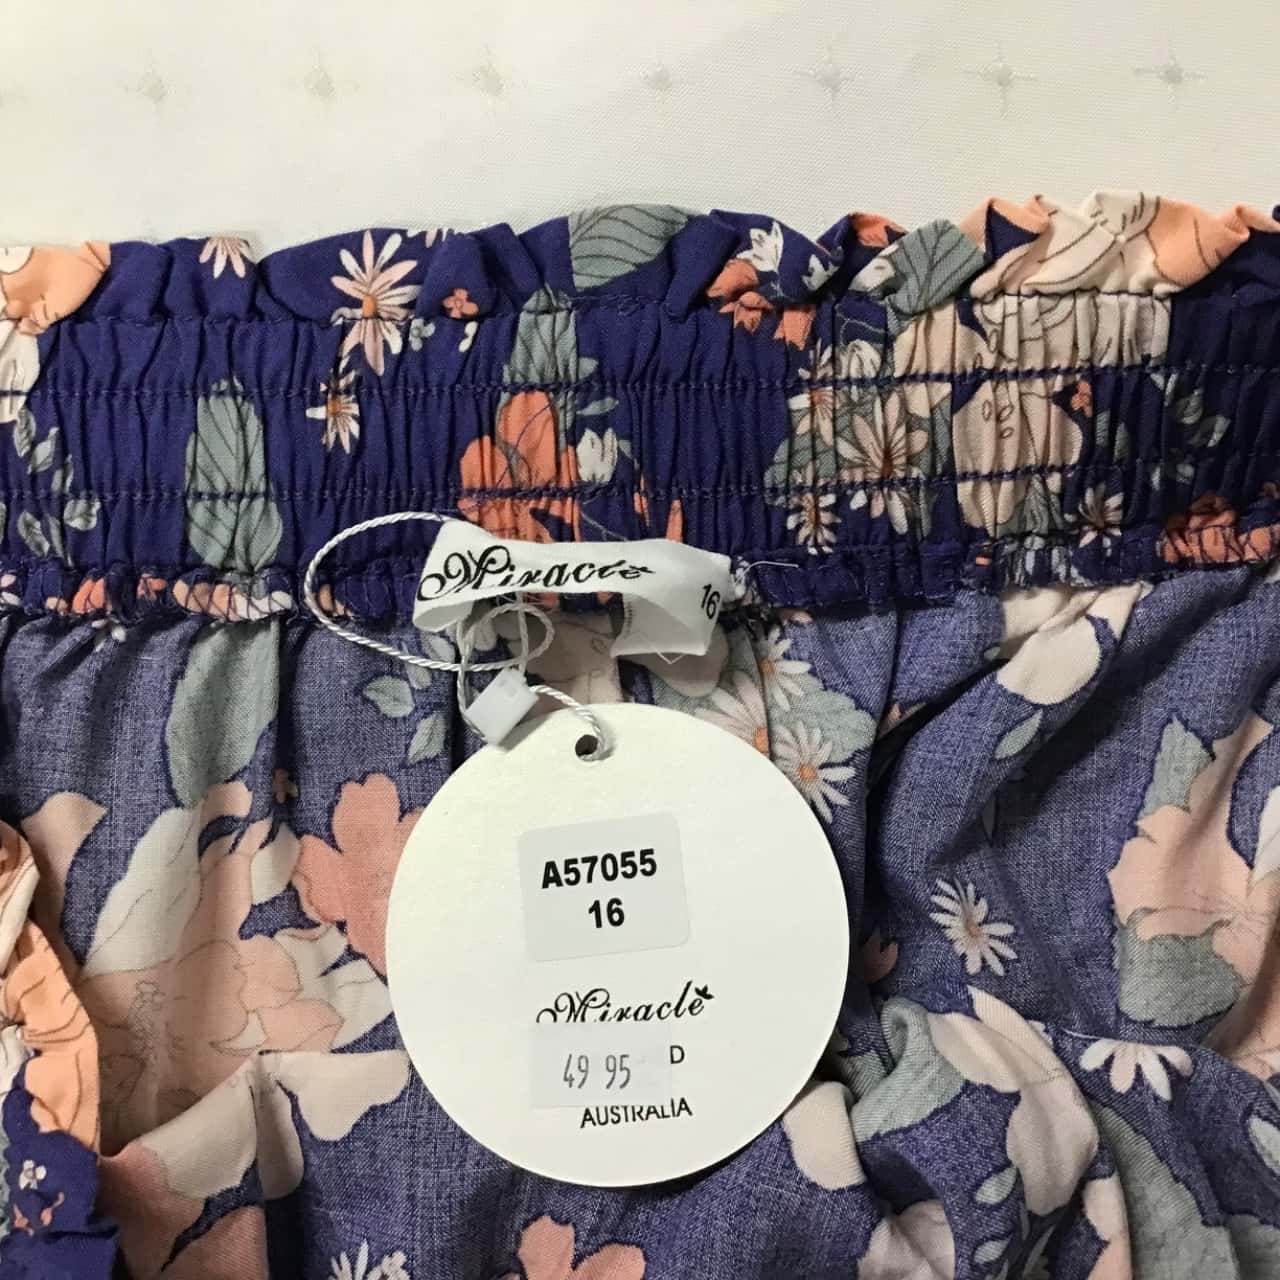 Miracle
16
A57055
16
Miracle
49 95 D
AUSTRALIA